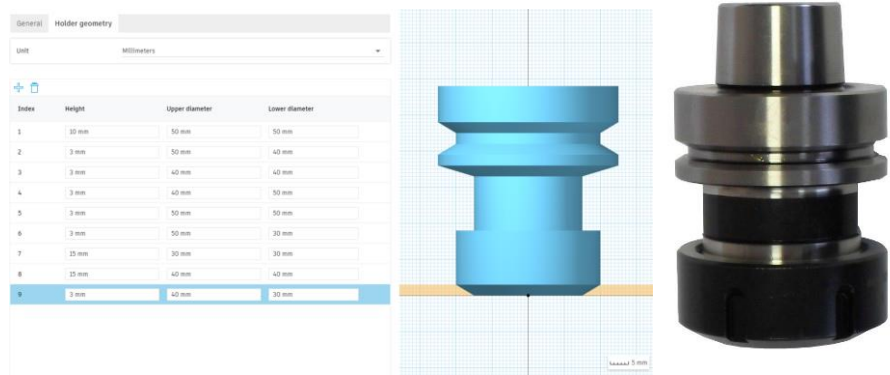 General Holder geometry
Unit Millimeters
Index Height Upper diameter Lower diameter
1 10 mm 50 mm 50 mm
2 3 mm 50 mm 40 mm
3 3 mm 40 mm 40 mm
4 3 mm 40 mm 50 mm
5 3 mm 50 mm 50 mm
6 3 mm 50 mm 30 mm
7 15 mm 30 mm 30 mm
8 15 mm 40 mm 40 mm
9 3 mm 40 mm 30 mm
5 mm